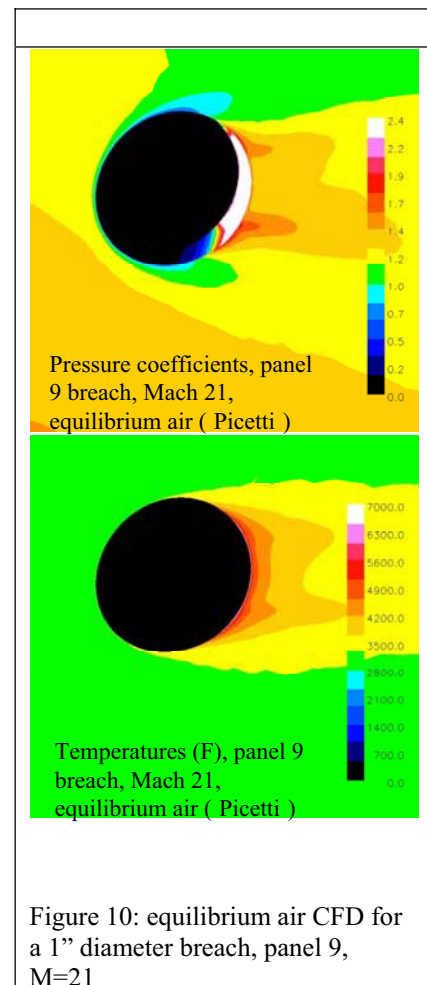 2.4
2.2
1.9
1.7
1.4
1.2
1.0
0.7
0.5
0.2
0.0
Pressure coefficients, panel
9 breach, Mach 21,
equilibrium air ( Picetti )
7000.0
6300.0
5600.0
4900.0
4200.0
3500.0
2800.0
2100.0
1400.0
700.0
0.0
Temperatures (F), panel 9
breach, Mach 21,
equilibrium air ( Picetti )
Figure 10: equilibrium air CFD for
a 1” diameter breach, panel 9,
M=21